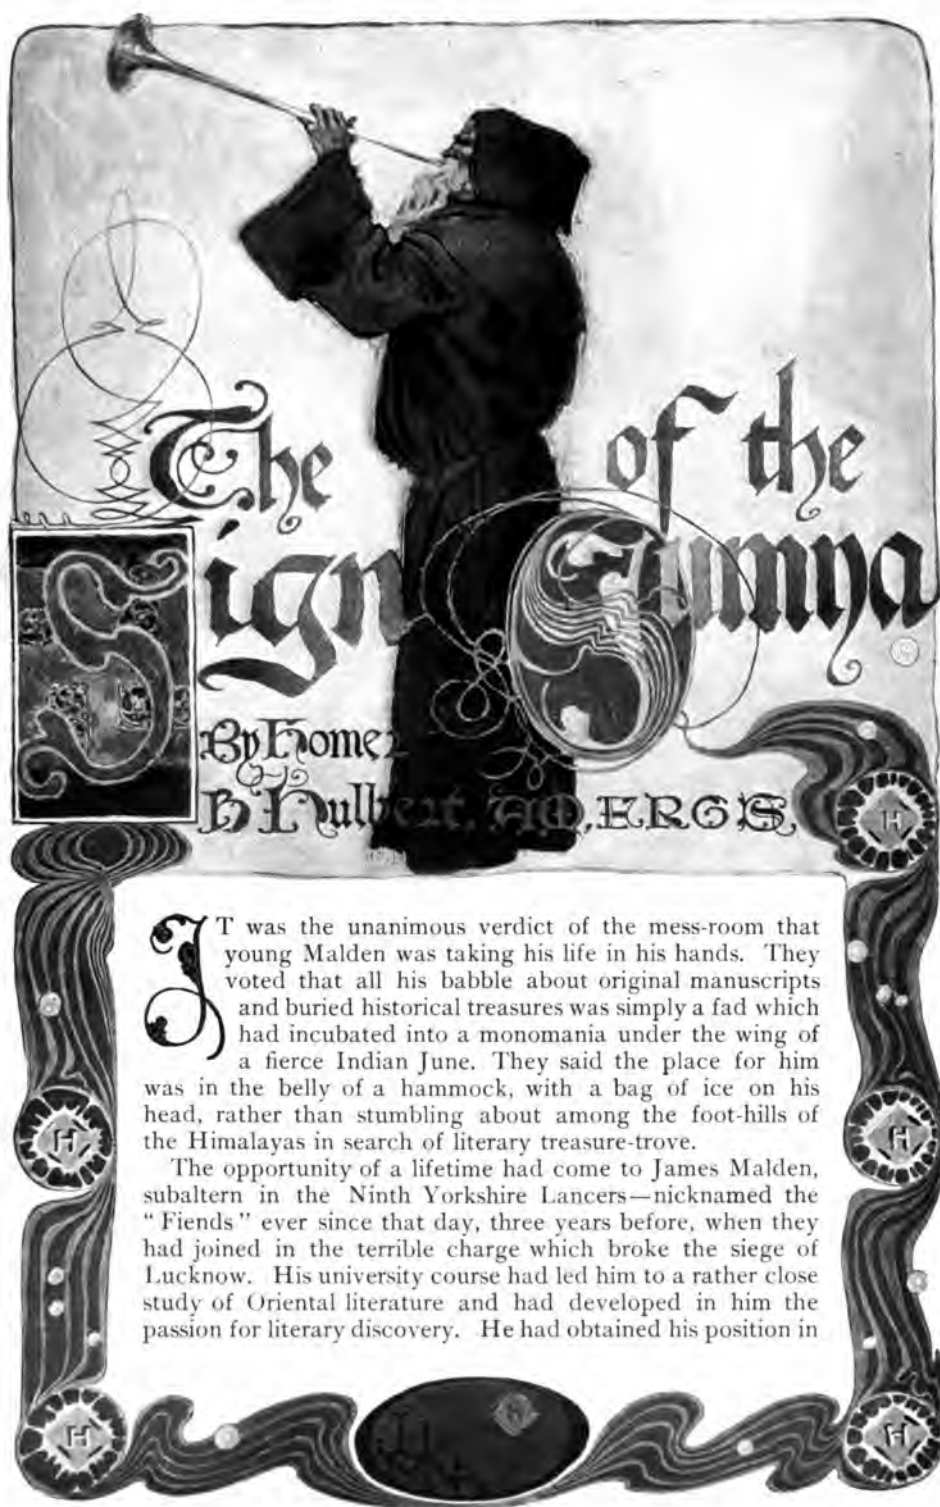 The
Sign
of the
Jumna
By Homer
B Hulbert, A.M., F.R.G.S.
IT was the unanimous verdict of the mess-room that
young Malden was taking his life in his hands. They
voted that all his babble about original manuscripts
and buried historical treasures was simply a fad which
had incubated into a monomania under the wing of
a fierce Indian June. They said the place for him
was in the belly of a hammock, with a bag of ice on his
head, rather than stumbling about among the foot-hills of
the Himalayas in search of literary treasure-trove.
The opportunity of a lifetime had come to James Malden,
subaltern in the Ninth Yorkshire Lancers—nicknamed the
“Fiends” ever since that day, three years before, when they
had joined in the terrible charge which broke the siege of
Lucknow. His university course had led him to a rather close
study of Oriental literature and had developed in him the
passion for literary discovery. He had obtained his position in
H
H
H
H
H